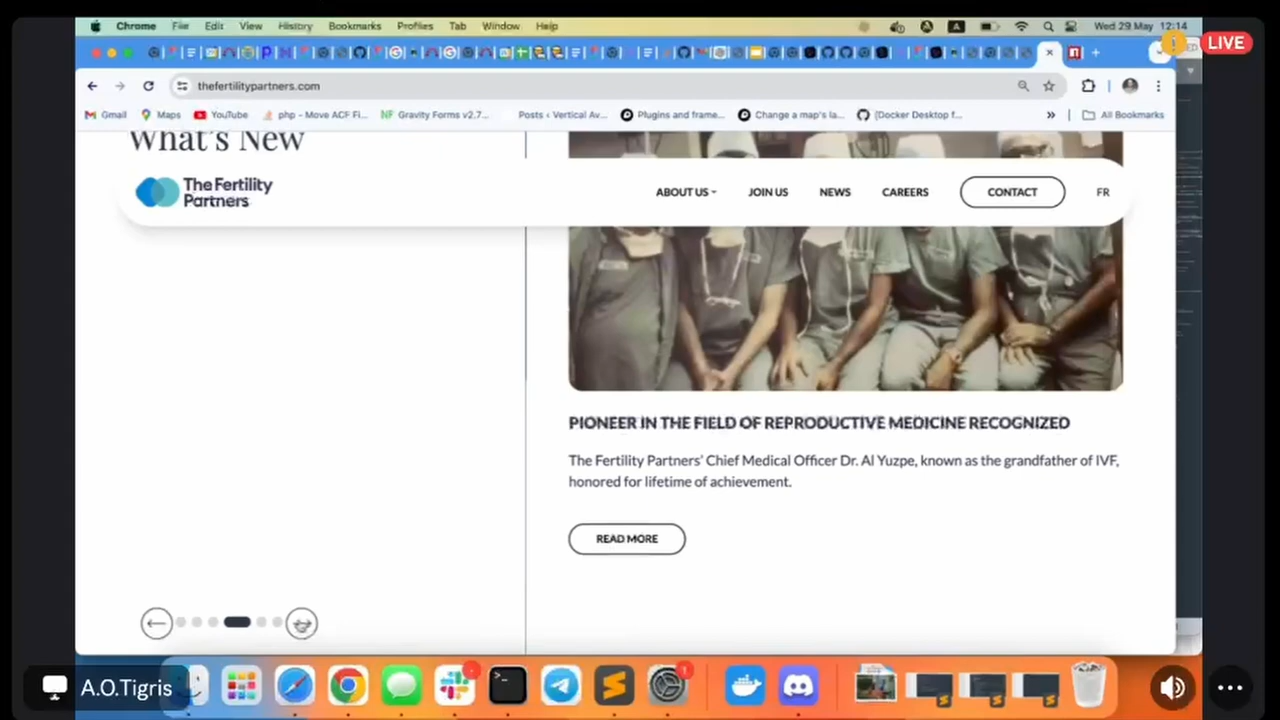 Chrome File Edit View History Bookmarks Profiles Tab Window Help
A
Wed 29 May 12:14
LIVE
thefertilitypartners.com
Gmail Maps YouTube php - Move ACF Fi... Gravity Forms v2.7... Posts ‹ Vertical Av... Plugins and frame... Change a map's la... (Docker Desktop f... » All Bookmarks
What's New
The Fertility
Partners
ABOUT US JOIN US NEWS CAREERS CONTACT FR
PIONEER IN THE FIELD OF REPRODUCTIVE MEDICINE RECOGNIZED
The Fertility Partners' Chief Medical Officer Dr. Al Yuzpe, known as the grandfather of IVF,
honored for lifetime of achievement.
READ MORE
A.O.Tigris